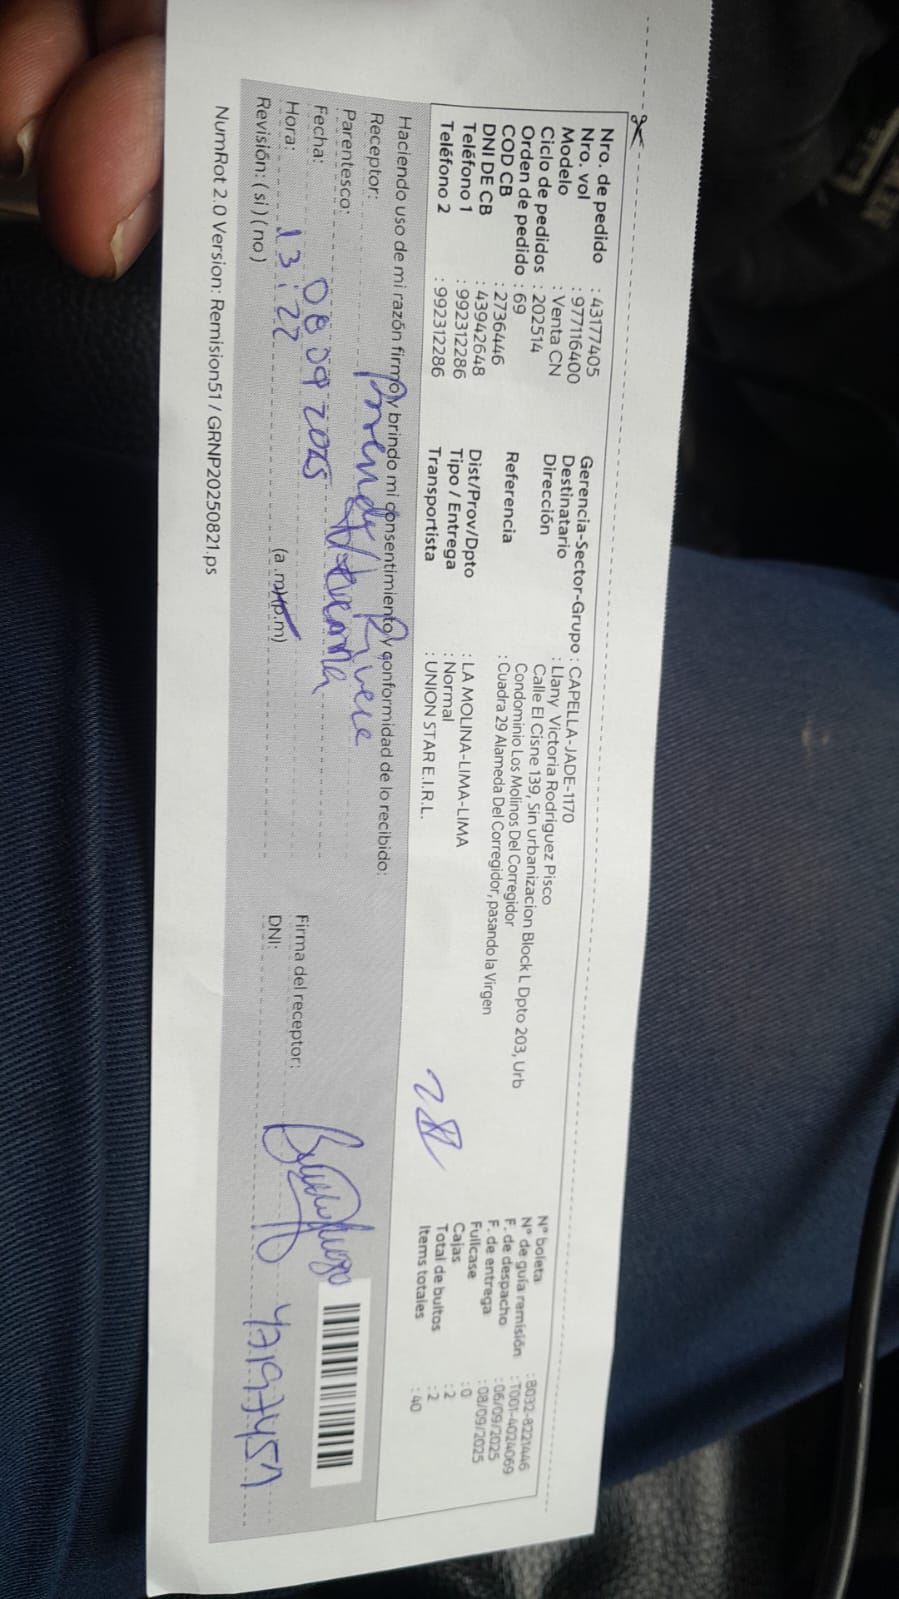 Nro. de pedido : 43177405
Nro. vol : 977116400
Modelo : Venta CN
Ciclo de pedidos : 202514
Orden de pedido : 69
COD CB : 2736446
DNI DE CB : 43942648
Teléfono 1 : 992312286
Teléfono 2 : 992312286
Gerencia-Sector-Grupo : CAPELLA-JADE-1170
Destinatario : Llany Victoria Rodriguez Pisco
Dirección Calle El Cisne 139, Sin urbanizacion Block L Dpto 203, Urb
Condominio Los Molinos Del Corregidor
Referencia : Cuadra 29 Alameda Del Corregidor, pasando la Virgen
Dist/Prov/Dpto : LA MOLINA-LIMA-LIMA
Tipo / Entrega : Normal
Transportista : UNION STAR E.I.R.L.
N° boleta : B032-8221446
N° de guía remisión : T001-4024069
F. de despacho : 06/09/2025
F. de entrega : 08/09/2025
Fullcase : 0
Cajas : 2
Total de bultos : 2
Items totales : 40
Haciendo uso de mi razón firmo y brindo mi consentimiento y conformidad de lo recibido:
Receptor:
Parentesco:
Fecha: 08 09 2025
Hora: 13:22 (a.m)(p.m)
Revisión: ( si ) ( no )
Firma del receptor:
DNI: 47197457
NumRot 2.0 Version: Remision51 / GRNP20250821.ps